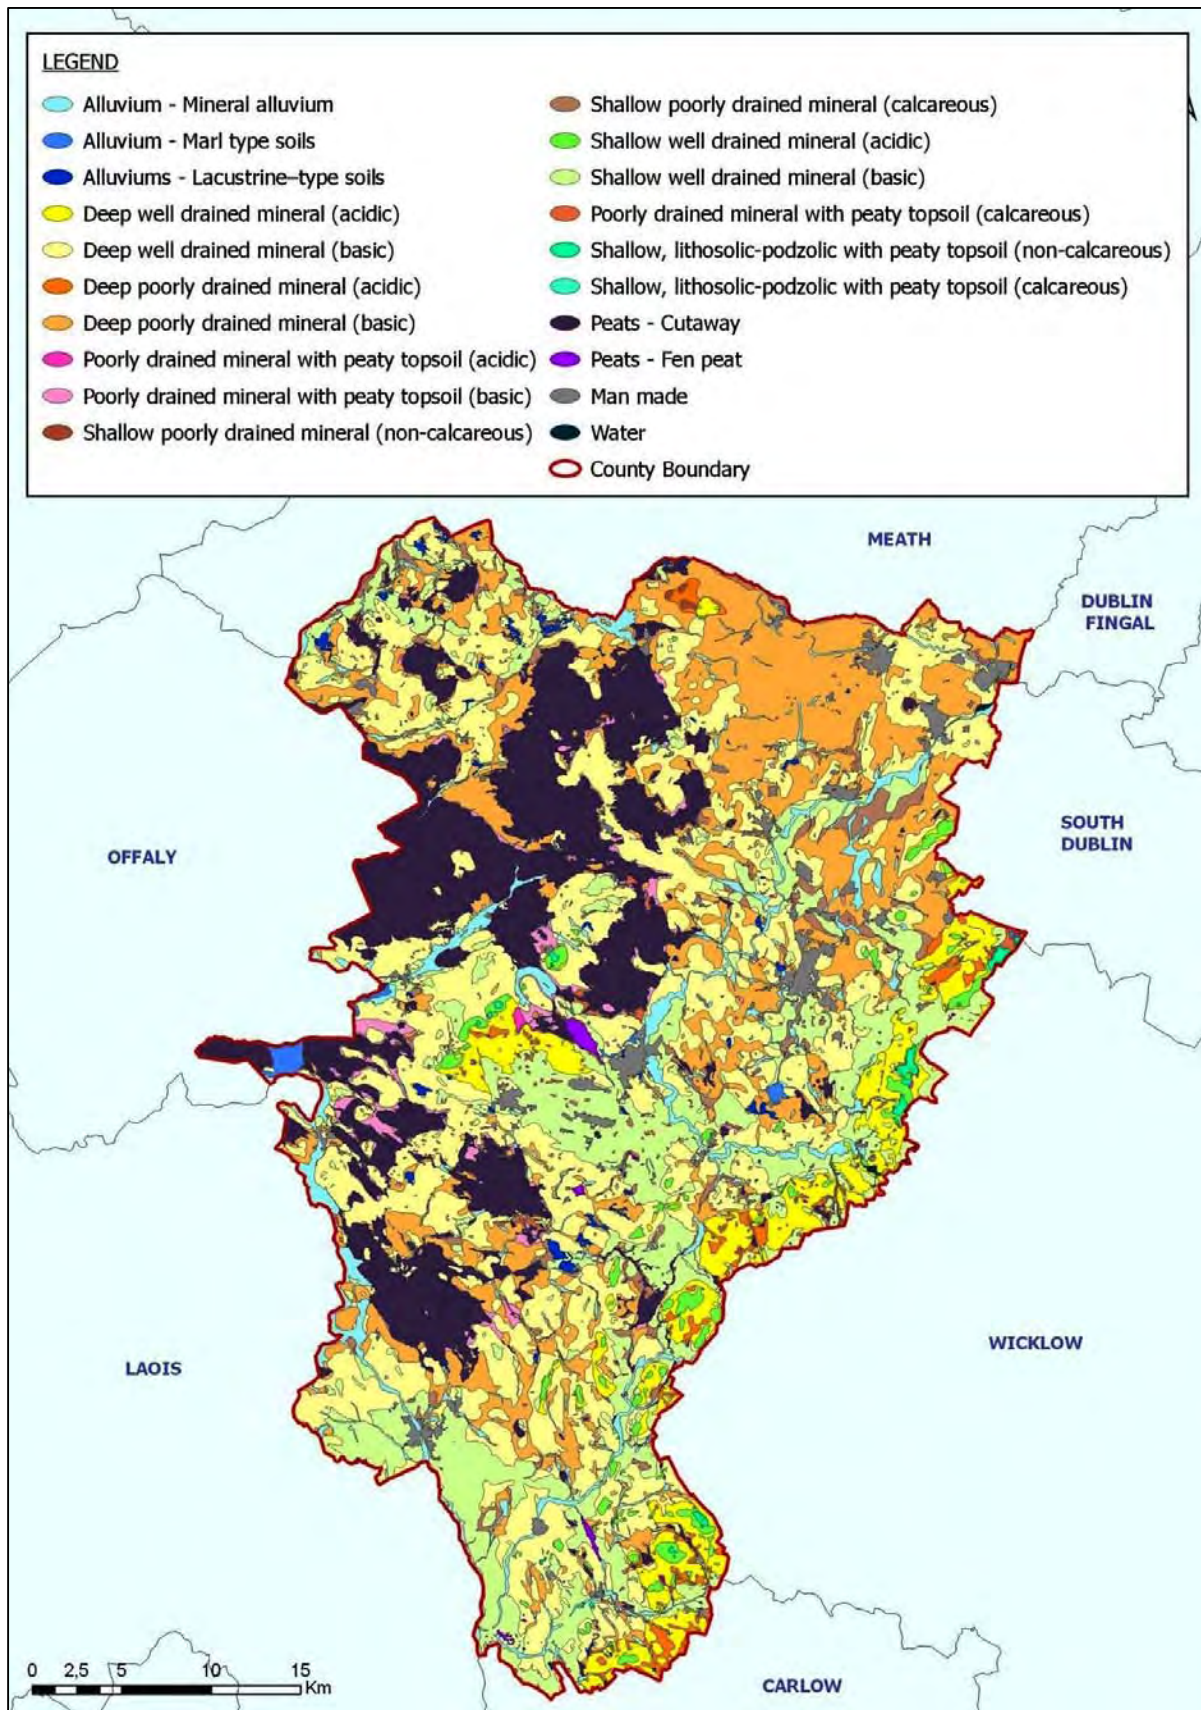 LEGEND
Alluvium - Mineral alluvium
Alluvium - Marl type soils
Alluviums - Lacustrine–type soils
Deep well drained mineral (acidic)
Deep well drained mineral (basic)
Deep poorly drained mineral (acidic)
Deep poorly drained mineral (basic)
Poorly drained mineral with peaty topsoil (acidic)
Poorly drained mineral with peaty topsoil (basic)
Shallow poorly drained mineral (non-calcareous)
Shallow poorly drained mineral (calcareous)
Shallow well drained mineral (acidic)
Shallow well drained mineral (basic)
Poorly drained mineral with peaty topsoil (calcareous)
Shallow, lithosolic-podzolic with peaty topsoil (non-calcareous)
Shallow, lithosolic-podzolic with peaty topsoil (calcareous)
Peats - Cutaway
Peats - Fen peat
Man made
Water
County Boundary
MEATH
DUBLIN
FINGAL
SOUTH
DUBLIN
OFFALY
WICKLOW
LAOIS
CARLOW
0 2,5 5 10 15
Km